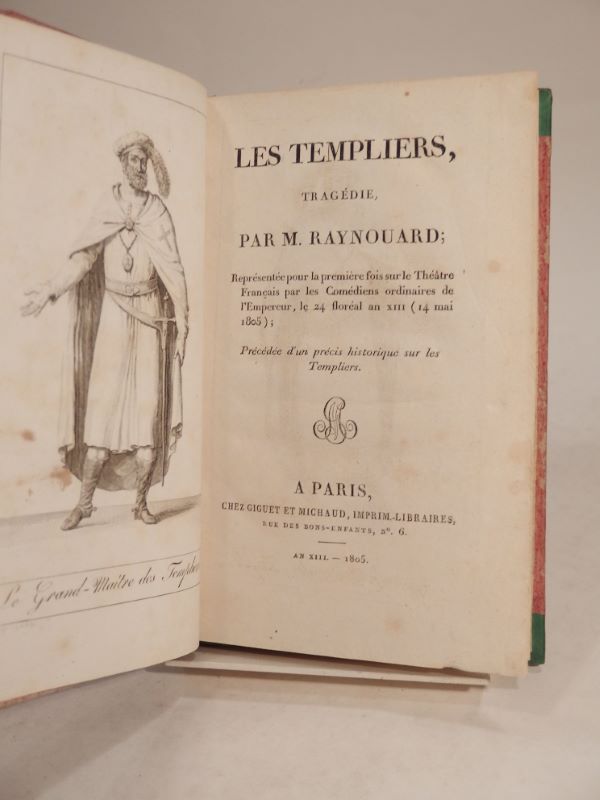 Le Grand-Maître des Templiers
LES TEMPLIERS,
TRAGÉDIE,
PAR M. RAYNOUARD;
Représentée pour la première fois sur le Théâtre
Français par les Comédiens ordinaires de
l'Empereur, le 24 floréal an XIII (14 mai
1805);
Précédée d'un précis historique sur les
Templiers.
A PARIS,
CHEZ GIGUET ET MICHAUD, IMPRIM.-LIBRAIRES,
RUE DES BONS-ENFANTS, N°. 6.
AN XIII. — 1805.